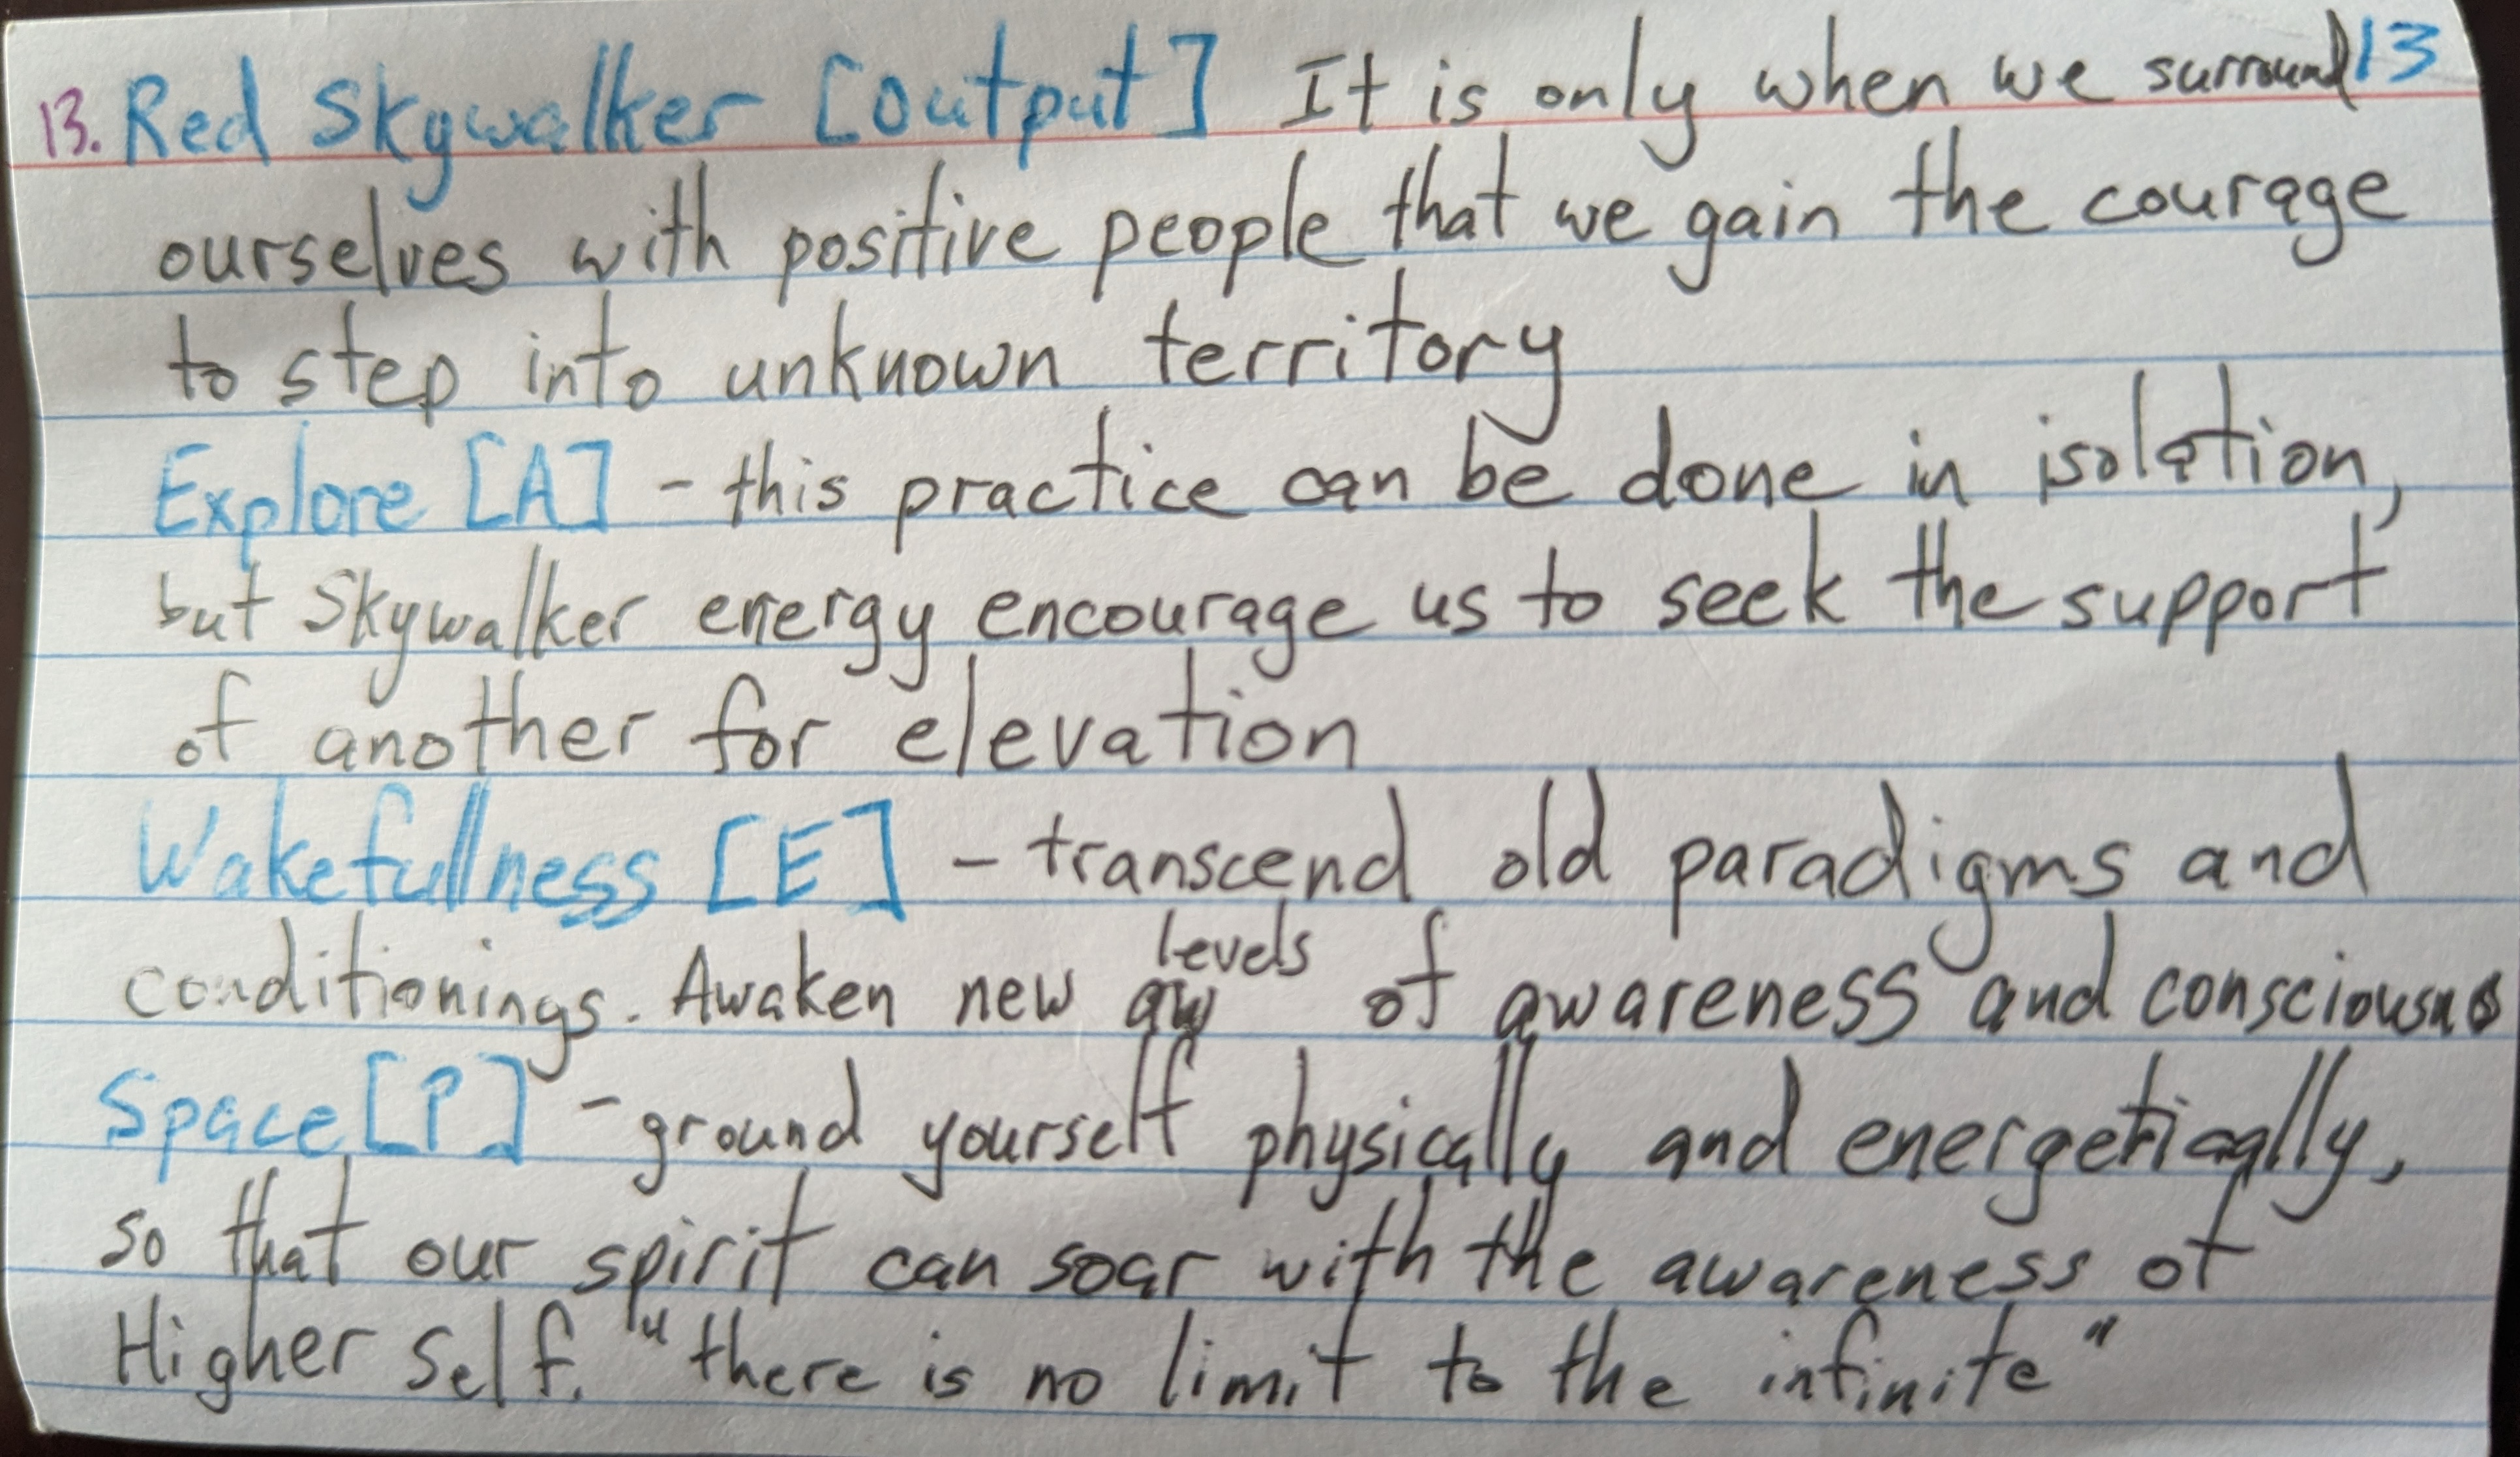 13. Red Skywalker [Output] It is only when we surround 13
ourselves with positive people that we gain the courage
to step into unknown territory
Explore [A] - this practice can be done in isolation,
but Skywalker energy encourage us to seek the support
of another for elevation
Wakefullness [E] - transcend old paradigms and
conditionings. Awaken new levels of awareness and consciousnes
Space [P] - ground yourself physically and energetically,
so that our spirit can soar with the awareness of
Higher Self. "there is no limit to the infinite"